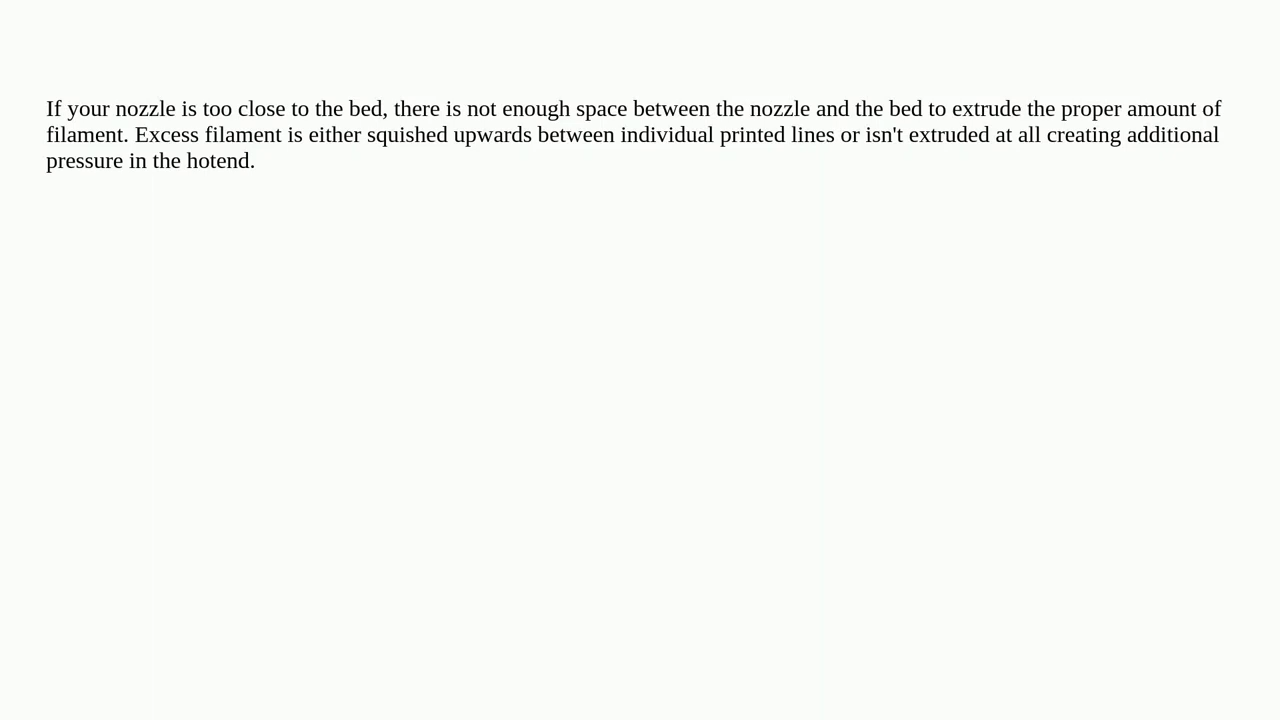 If your nozzle is too close to the bed, there is not enough space between the nozzle and the bed to extrude the proper amount of
filament. Excess filament is either squished upwards between individual printed lines or isn't extruded at all creating additional
pressure in the hotend.